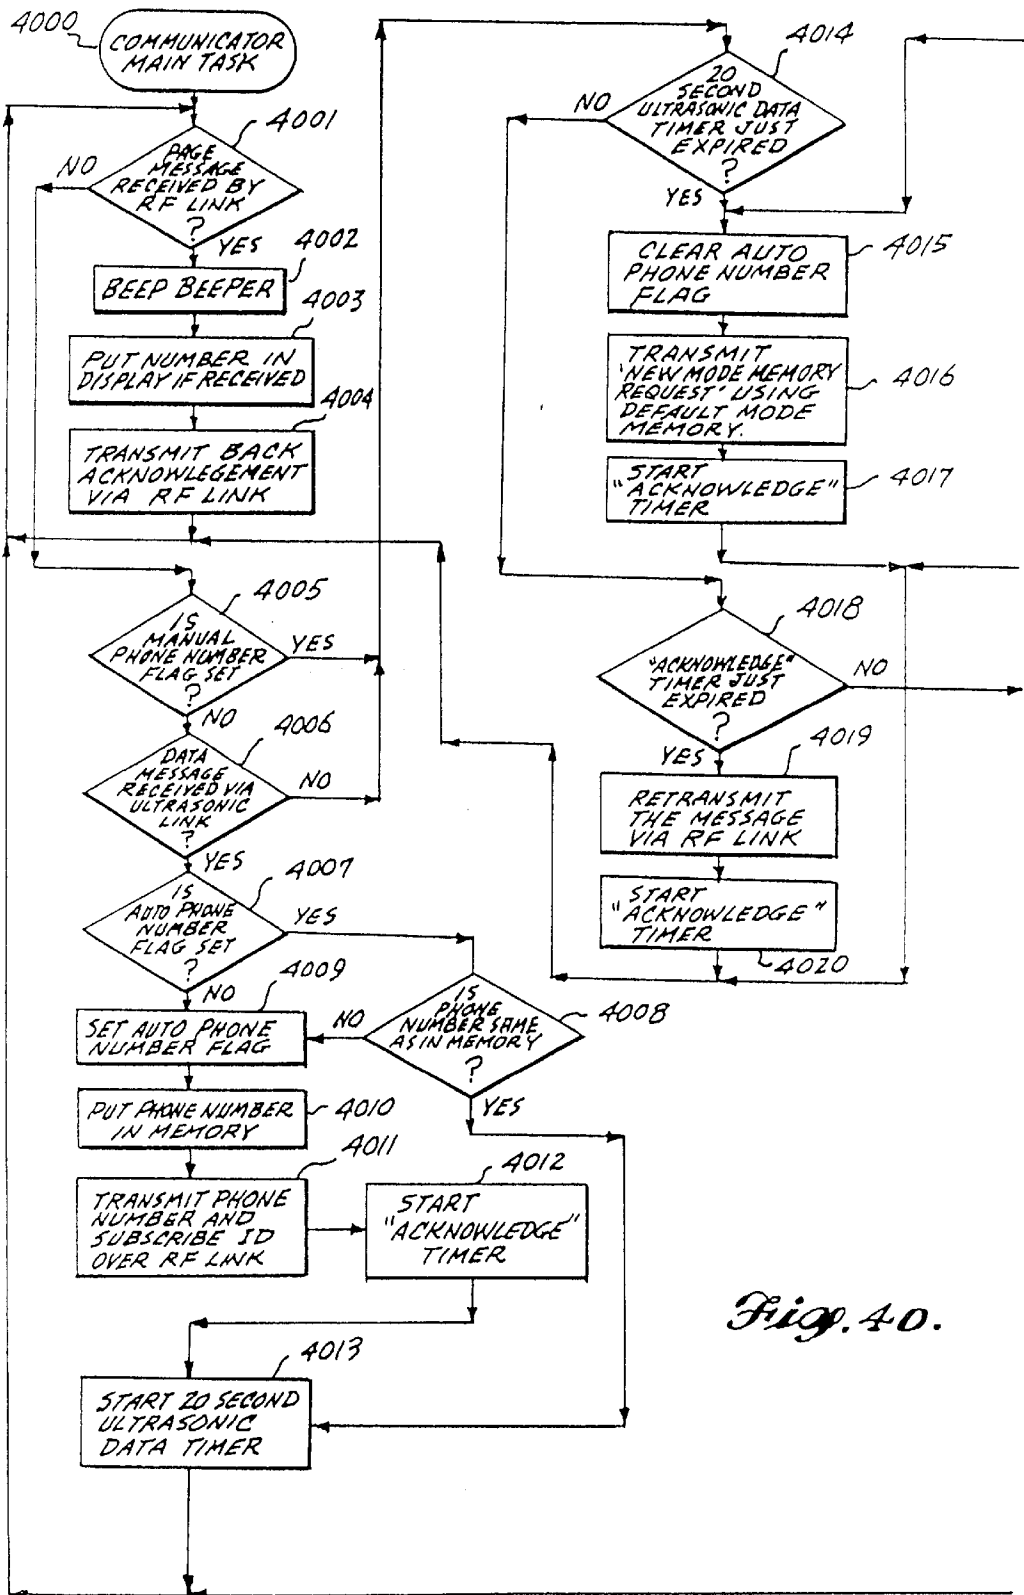 4000
COMMUNICATOR
MAIN TASK
4001
PAGE
MESSAGE
RECEIVED BY
RF LINK
?
NO
YES
4002
BEEP BEEPER
4003
PUT NUMBER IN
DISPLAY IF RECEIVED
4004
TRANSMIT BACK
ACKNOWLEGEMENT
VIA RF LINK
4005
IS
MANUAL
PHONE NUMBER
FLAG SET
?
YES
NO
4006
DATA
MESSAGE
RECEIVED VIA
ULTRASONIC
LINK
?
NO
YES
4007
IS
AUTO PHONE
NUMBER
FLAG SET
?
YES
NO
4008
IS
PHONE
NUMBER SAME
AS IN MEMORY
?
NO
YES
4009
SET AUTO PHONE
NUMBER FLAG
4010
PUT PHONE NUMBER
IN MEMORY
4011
TRANSMIT PHONE
NUMBER AND
SUBSCRIBE ID
OVER RF LINK
4012
START
"ACKNOWLEDGE"
TIMER
4013
START 20 SECOND
ULTRASONIC
DATA TIMER
4014
20
SECOND
ULTRASONIC DATA
TIMER JUST
EXPIRED
?
NO
YES
4015
CLEAR AUTO
PHONE NUMBER
FLAG
4016
TRANSMIT
'NEW MODE MEMORY
REQUEST' USING
DEFAULT MODE
MEMORY.
4017
START
"ACKNOWLEDGE"
TIMER
4018
"ACKNOWLEDGE"
TIMER JUST
EXPIRED
?
NO
YES
4019
RETRANSMIT
THE MESSAGE
VIA RF LINK
START
"ACKNOWLEDGE"
TIMER
4020
Fig. 40.